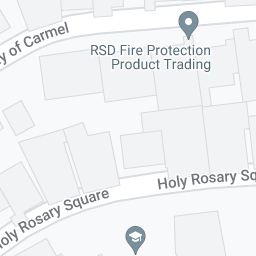 y of Carmel
RSD Fire Protection
Product Trading
Holy Rosary Sq
Holy Rosary Square